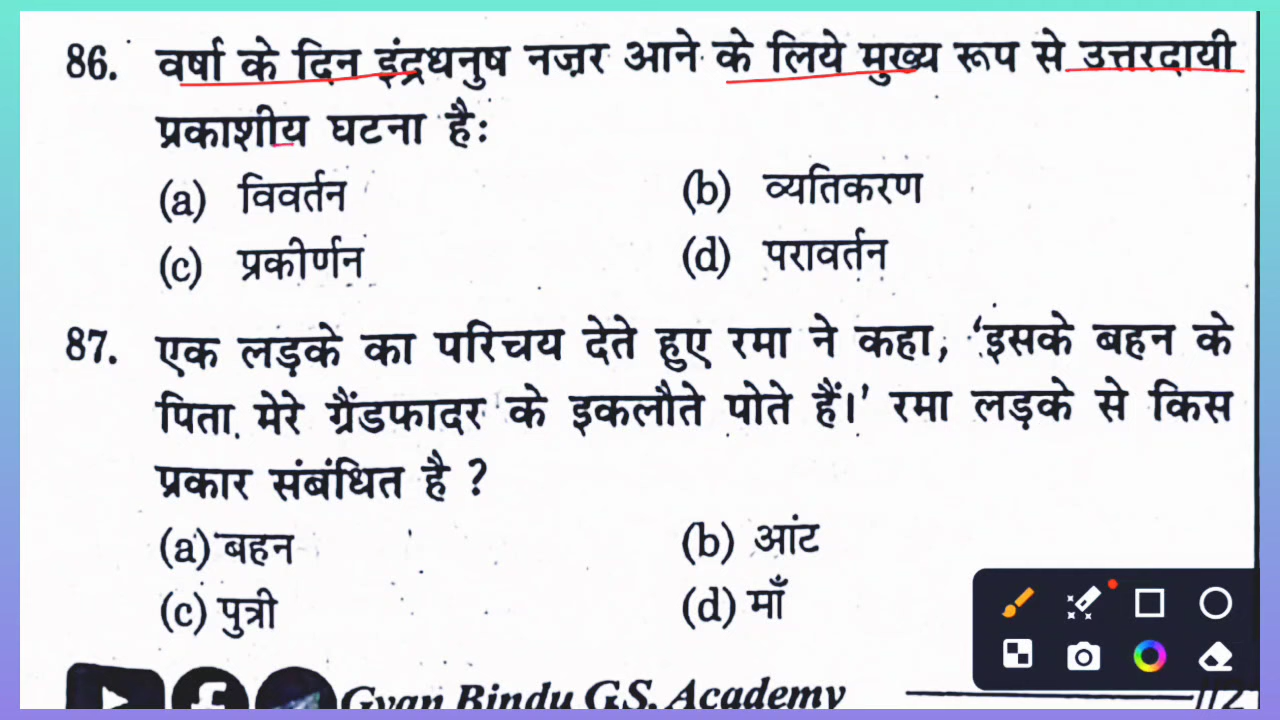 86. वर्षा के दिन इंद्रधनुष नज़र आने के लिये मुख्य रूप से उत्तरदायी
प्रकाशीय घटना है:
(a) विवर्तन (b) व्यतिकरण
(c) प्रकीर्णन (d) परावर्तन
87. एक लड़के का परिचय देते हुए रमा ने कहा, 'इसके बहन के
पिता मेरे ग्रैंडफादर के इकलौते पोते हैं।' रमा लड़के से किस
प्रकार संबंधित है ?
(a) बहन (b) आंट
(c) पुत्री (d) माँ
Gyan Bindu G.S. Academy